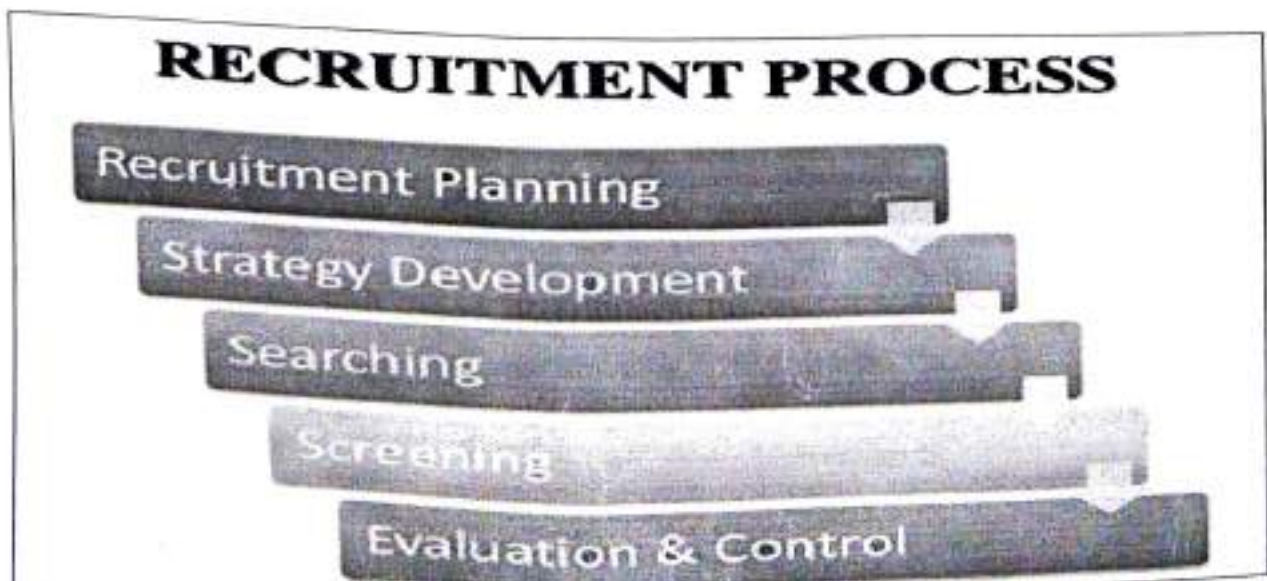 RECRUITMENT PROCESS
Recruitment Planning
Strategy Development
Searching
Screening
Evaluation & Control